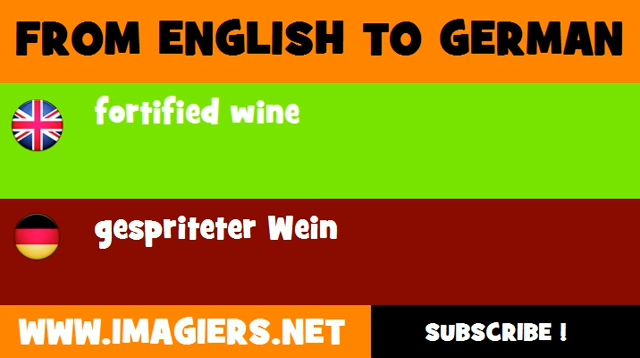 FROM ENGLISH TO GERMAN
fortified wine
gespriteter Wein
WWW.IMAGIERS.NET
SUBSCRIBE !